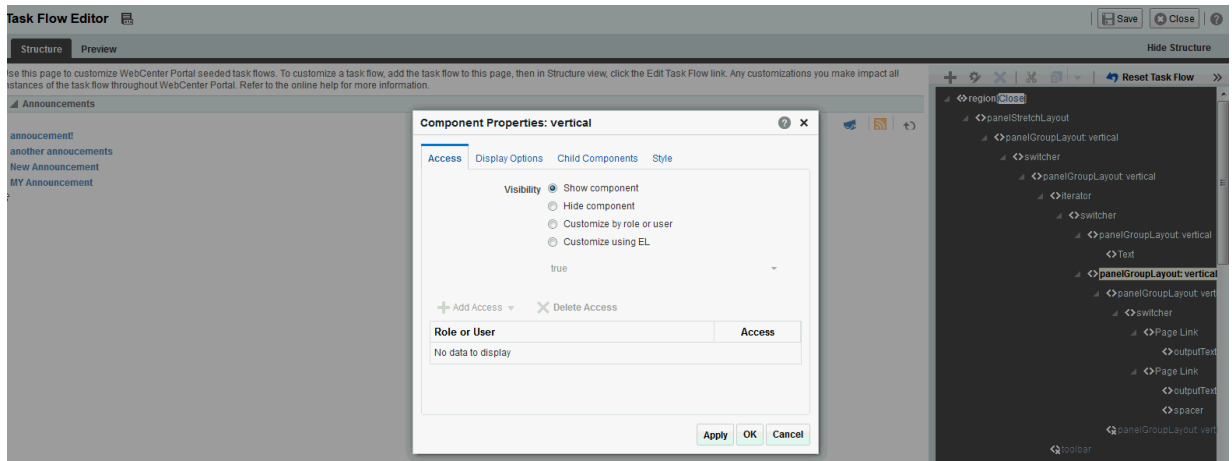 Task Flow Editor
Save
Close
Structure
Preview
Hide Structure
se this page to customize WebCenter Portal seeded task flows. To customize a task flow, add the task flow to this page, then in Structure view, click the Edit Task Flow link. Any customizations you make impact all
nstances of the task flow throughout WebCenter Portal. Refer to the online help for more information.
Reset Task Flow
Announcements
annoucement!
another annoucements
New Announcement
MY Announcement
Component Properties: vertical
Access
Display Options
Child Components
Style
Visibility
Show component
Hide component
Customize by role or user
Customize using EL
true
Add Access
Delete Access
Role or User
Access
No data to display
Apply
OK
Cancel
region Close
panelStretchLayout
panelGroupLayout: vertical
switcher
panelGroupLayout: vertical
iterator
switcher
panelGroupLayout: vertical
Text
panelGroupLayout: vertical
panelGroupLayout: vert
switcher
Page Link
outputText
Page Link
outputText
spacer
panelGroupLayout: vert
toolbar